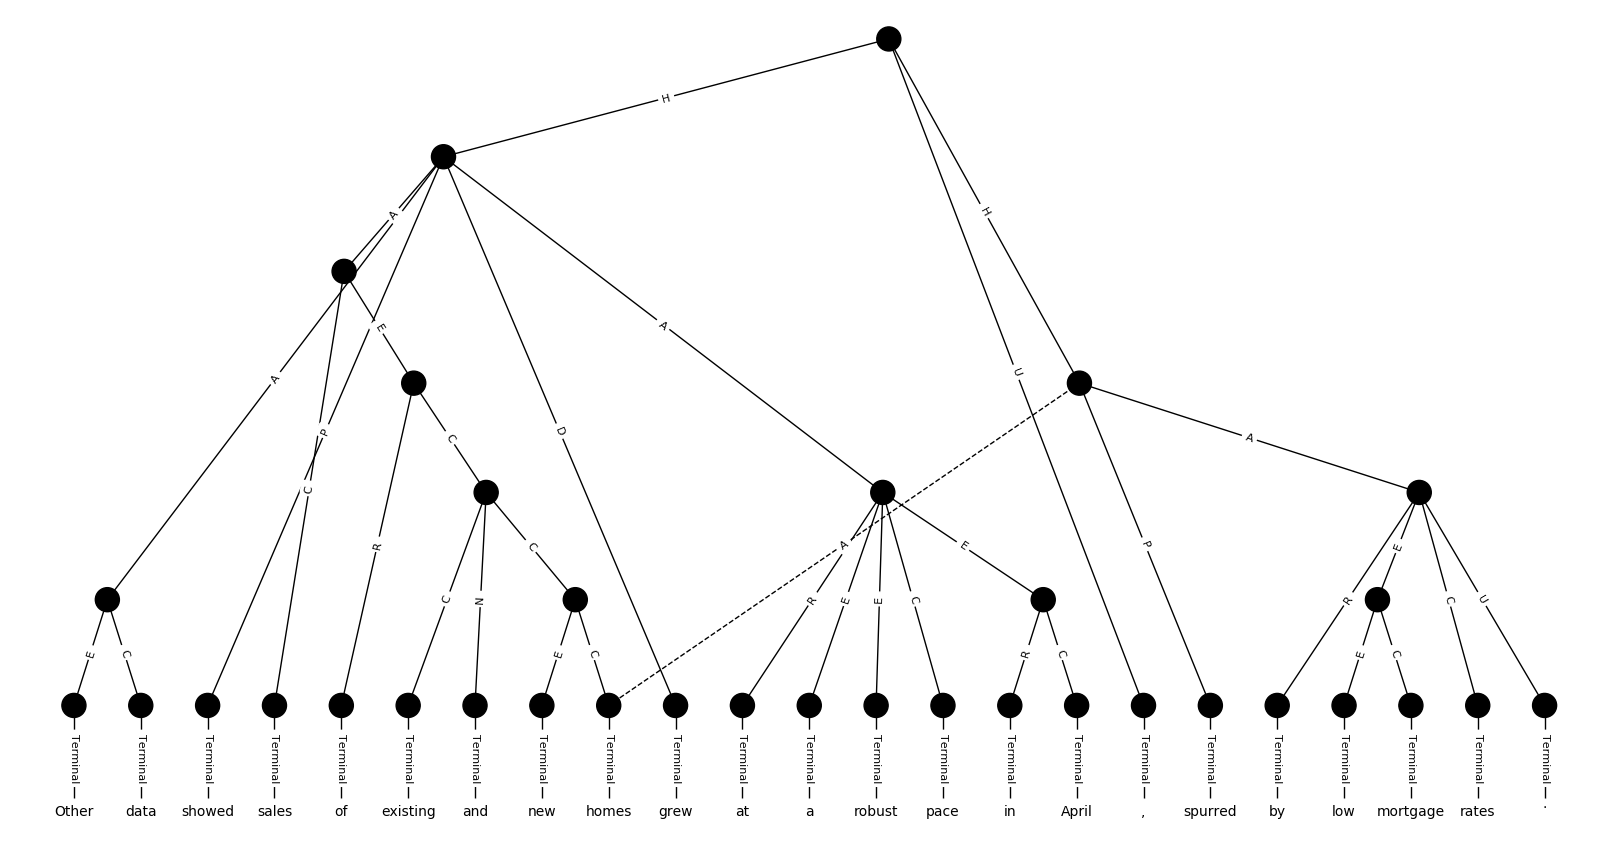 H
A
A
H
E
A
A
U
P
D
C
A
C
R
C
A
E
P
E
C
N
C
R
E
E
C
R
C
U
E
C
E
C
R
C
E
C
Terminal Terminal Terminal Terminal Terminal Terminal Terminal Terminal Terminal Terminal Terminal Terminal Terminal Terminal Terminal Terminal Terminal Terminal Terminal Terminal Terminal Terminal Terminal
Other data showed sales of existing and new homes grew at a robust pace in April , spurred by low mortgage rates .